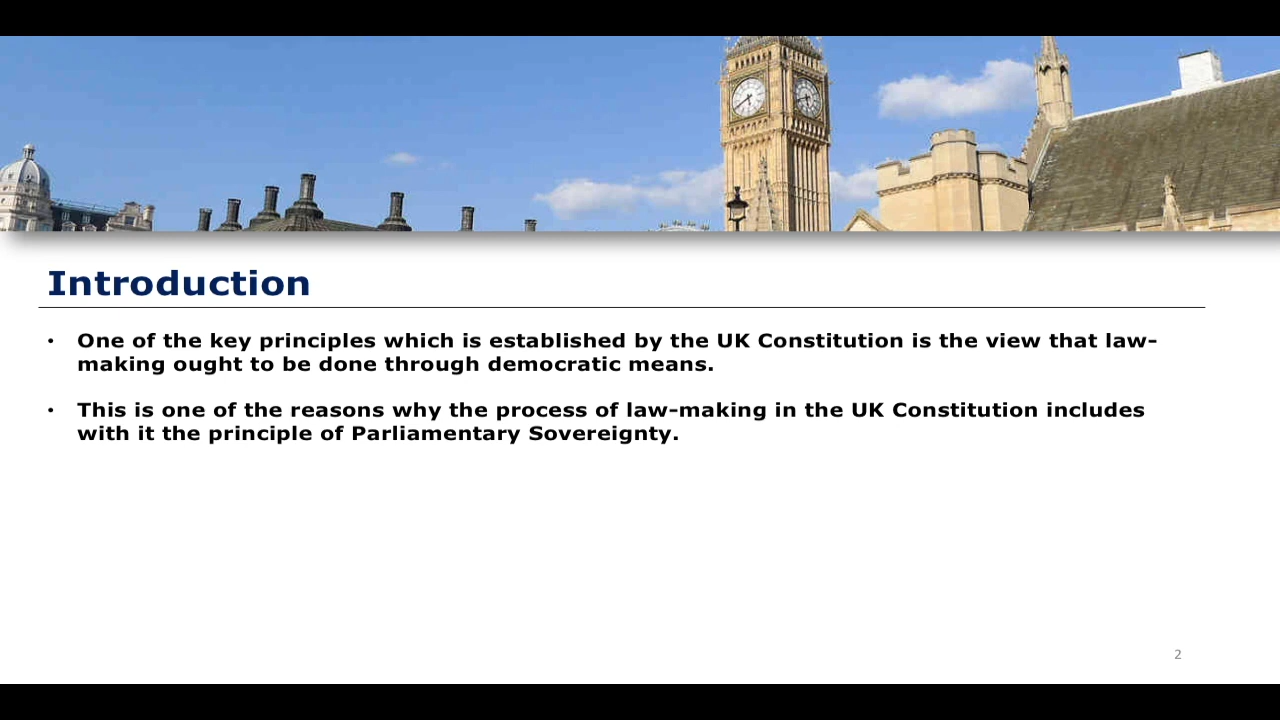 Introduction
• One of the key principles which is established by the UK Constitution is the view that law-
making ought to be done through democratic means.
• This is one of the reasons why the process of law-making in the UK Constitution includes
with it the principle of Parliamentary Sovereignty.
2